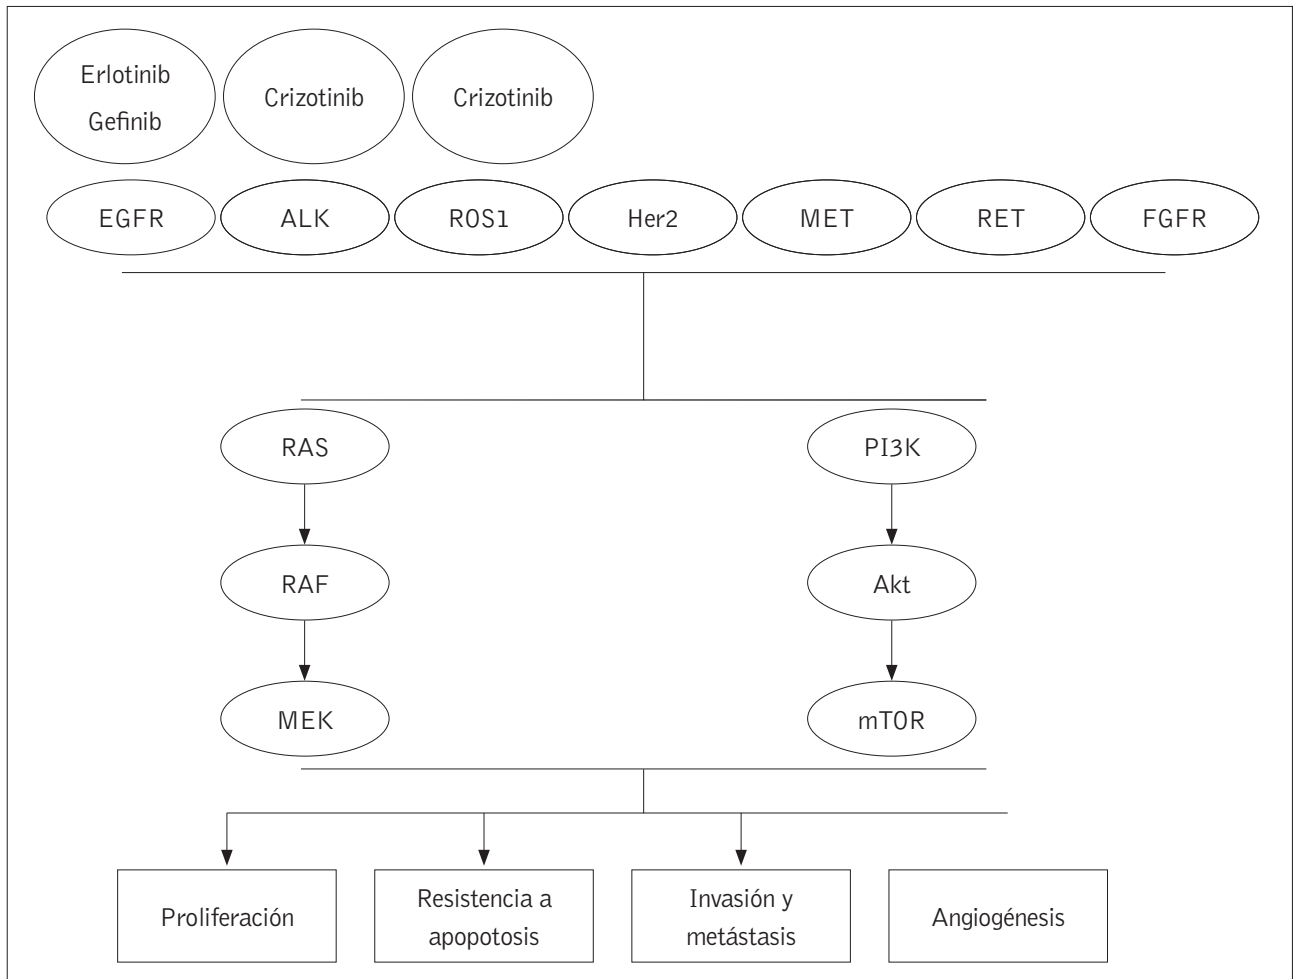 Erlotinib
Gefinib
Crizotinib
Crizotinib
EGFR
ALK
ROS1
Her2
MET
RET
FGFR
RAS
PI3K
RAF
Akt
MEK
mTOR
Proliferación
Resistencia a
apopotosis
Invasión y
metástasis
Angiogénesis